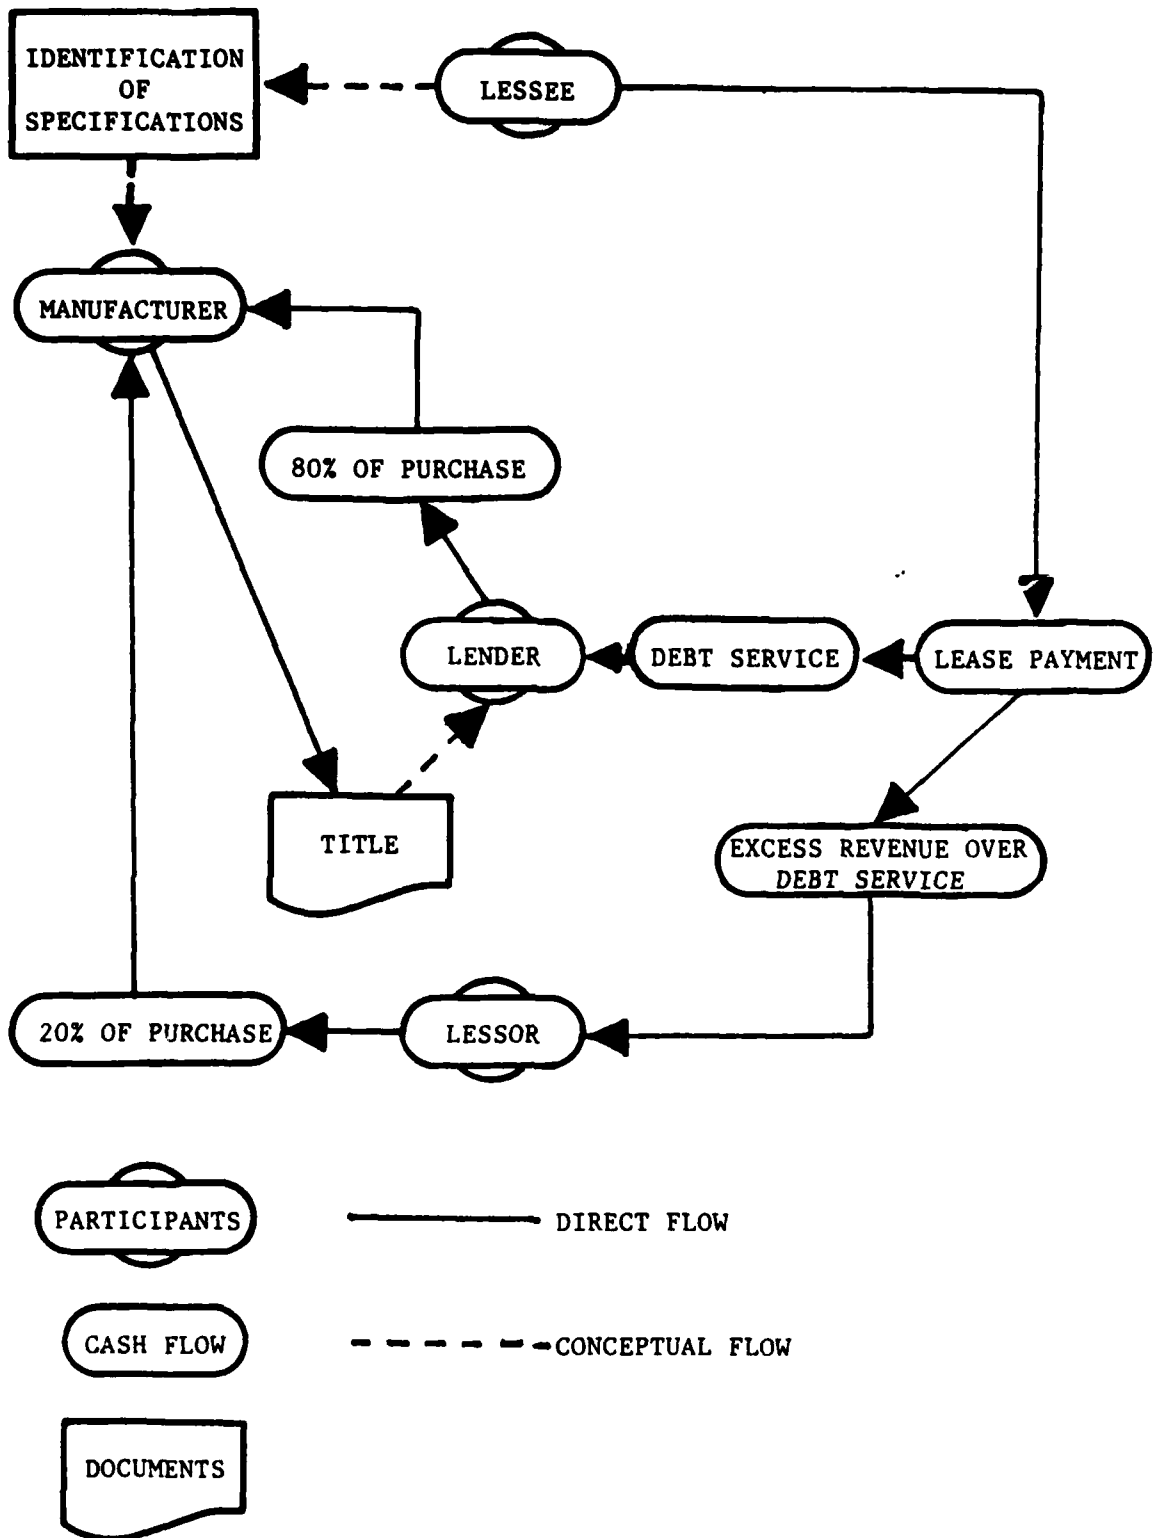 IDENTIFICATION
OF
SPECIFICATIONS
LESSEE
MANUFACTURER
80% OF PURCHASE
LENDER
DEBT SERVICE
LEASE PAYMENT
TITLE
EXCESS REVENUE OVER
DEBT SERVICE
20% OF PURCHASE
LESSOR
PARTICIPANTS
DIRECT FLOW
CASH FLOW
CONCEPTUAL FLOW
DOCUMENTS